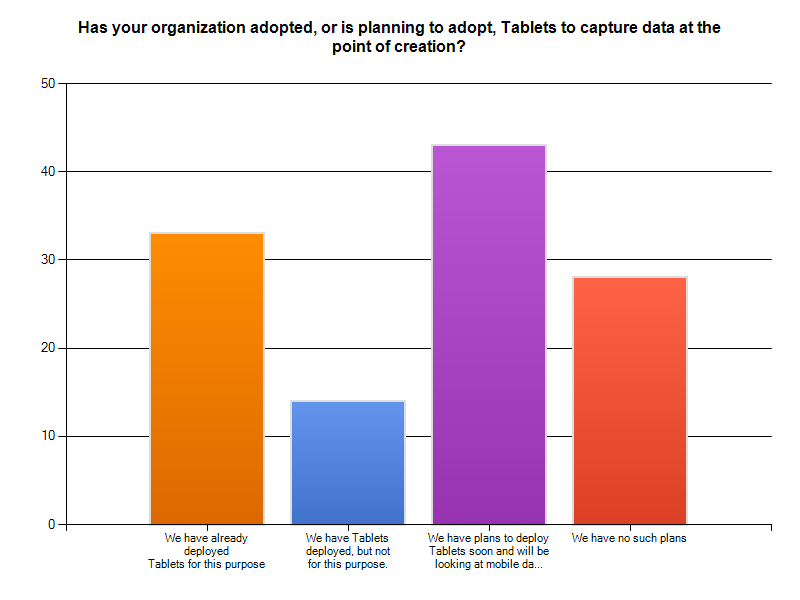 Has your organization adopted, or is planning to adopt, Tablets to capture data at the
point of creation?
50
40
30
20
10
0
We have already
deployed
Tablets for this purpose
We have Tablets
deployed, but not
for this purpose.
We have plans to deploy
Tablets soon and will be
looking at mobile da...
We have no such plans